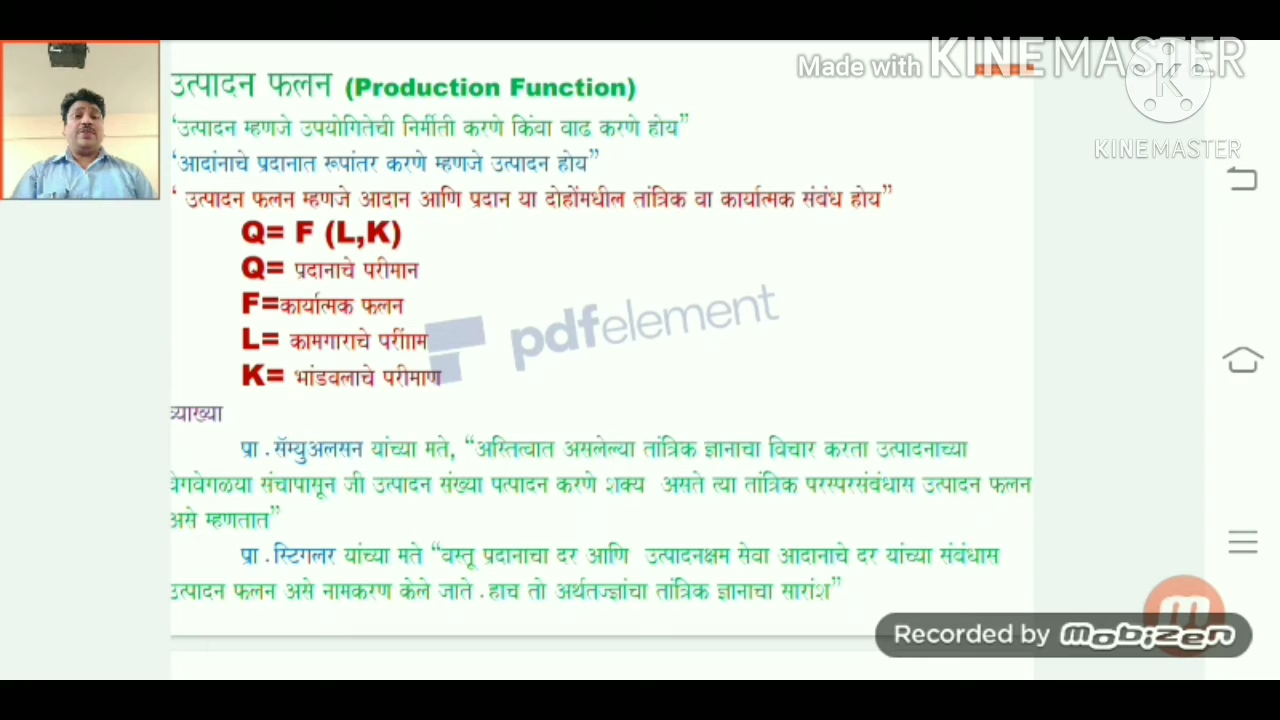 Made with KINEMASTER
KINEMASTER
उत्पादन फलन (Production Function)
‘उत्पादन म्हणजे उपयोगितेची निर्मीती करणे किंवा वाढ करणे होय”
‘आदांनाचे प्रदानात रूपांतर करणे म्हणजे उत्पादन होय”
‘ उत्पादन फलन म्हणजे आदान आणि प्रदान या दोहोंमधील तांत्रिक वा कार्यात्मक संबंध होय”
Q= F (L,K)
Q= प्रदानाचे परीमान
F=कार्यात्मक फलन
L= कामगाराचे
K= भांडवलाचे परीमाण
pdfelement
व्याख्या
प्रा .सॅम्युअलसन यांच्या मते, “अस्तित्वात असलेल्या तांत्रिक ज्ञानाचा विचार करता उत्पादनाच्या
वेगवेगळया संचापासून जी उत्पादन संख्या पत्पादन करणे शक्य असते त्या तांत्रिक परस्परसंबंधास उत्पादन फलन
असे म्हणतात”
प्रा .स्टिगलर यांच्या मते “वस्तू प्रदानाचा दर आणि उत्पादनक्षम सेवा आदानाचे दर यांच्या संबंधास
उत्पादन फलन असे नामकरण केले जाते .हाच तो अर्थतज्ज्ञांचा तांत्रिक ज्ञानाचा सारांश”
Recorded by mobizen